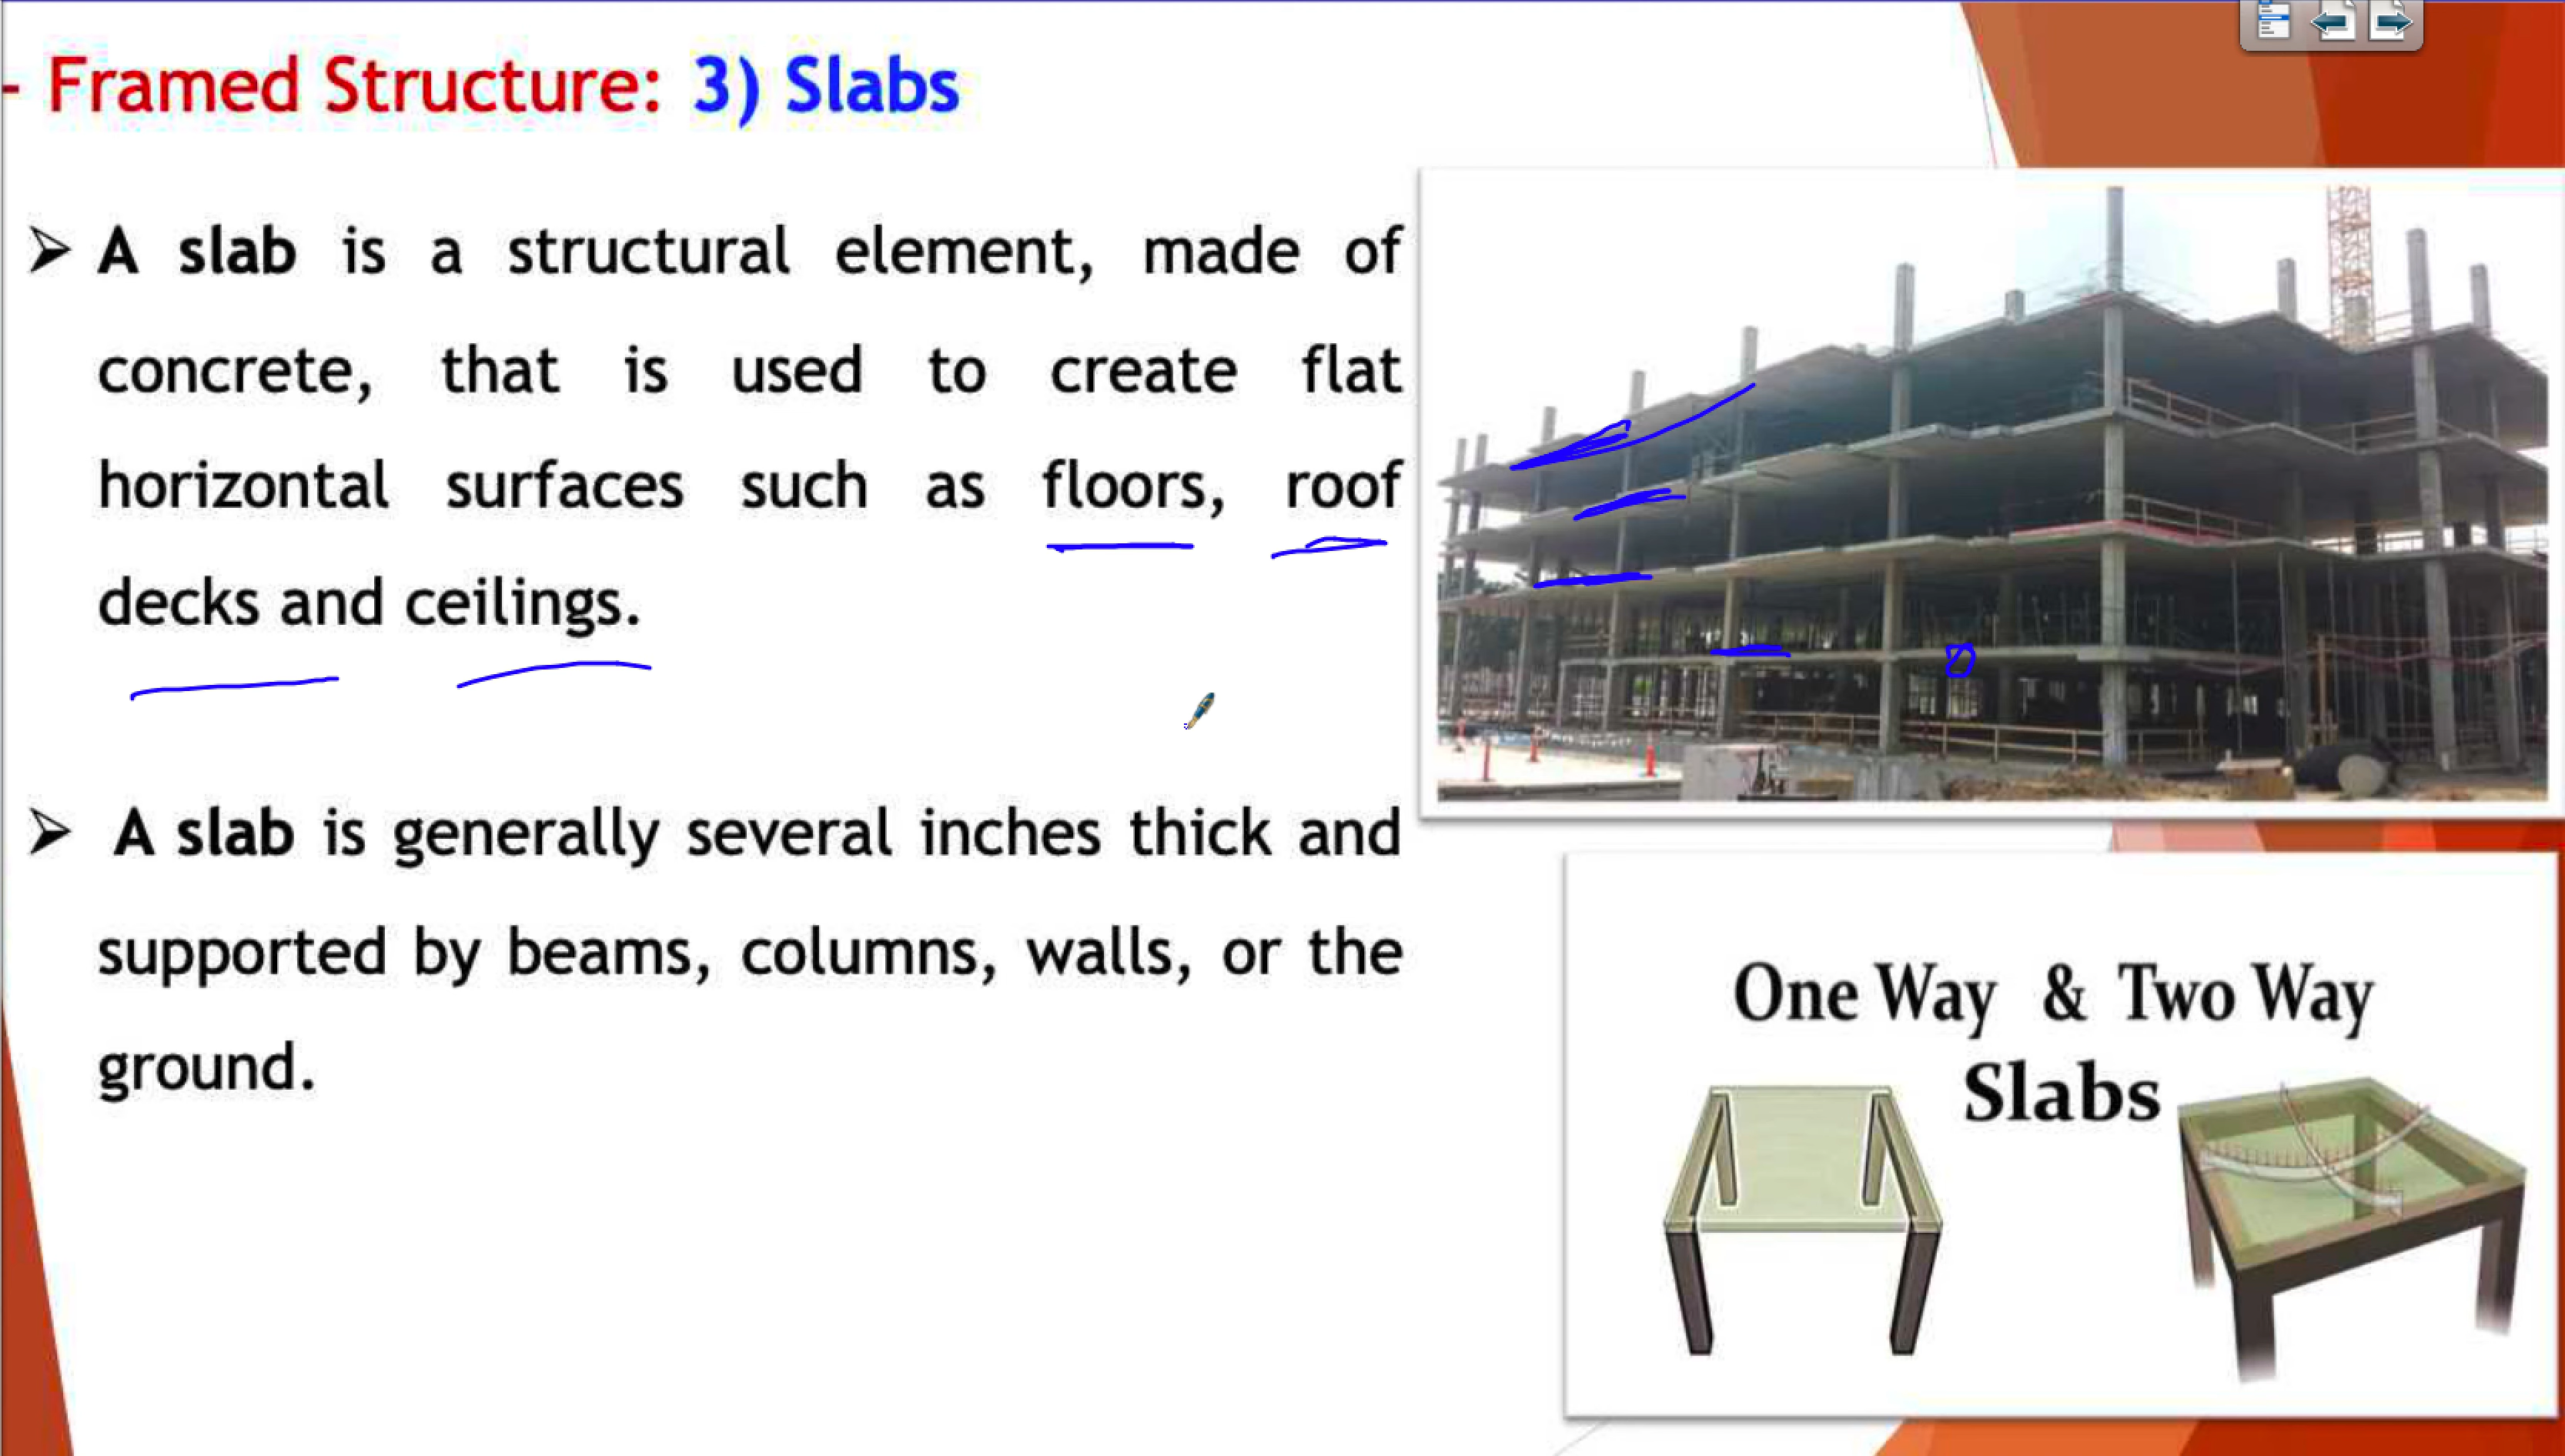 - Framed Structure: 3) Slabs
➢ A slab is a structural element, made of
concrete, that is used to create flat
horizontal surfaces such as floors, roof
decks and ceilings.
➢ A slab is generally several inches thick and
supported by beams, columns, walls, or the
ground.
One Way & Two Way
Slabs